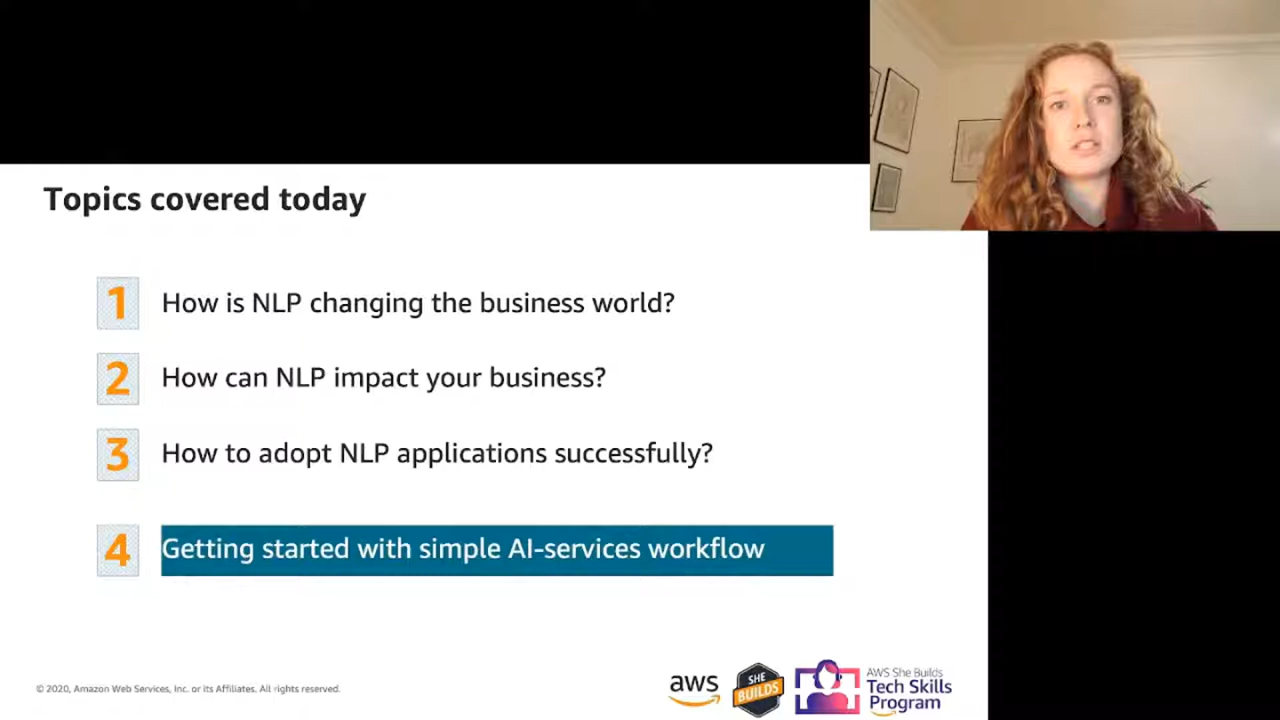 Topics covered today
1 How is NLP changing the business world?
2 How can NLP impact your business?
3 How to adopt NLP applications successfully?
4 Getting started with simple AI-services workflow
© 2020, Amazon Web Services, Inc. or its Affiliates. All rights reserved.
aws
SHE
BUILDS
AWS She Builds
Tech Skills
Program